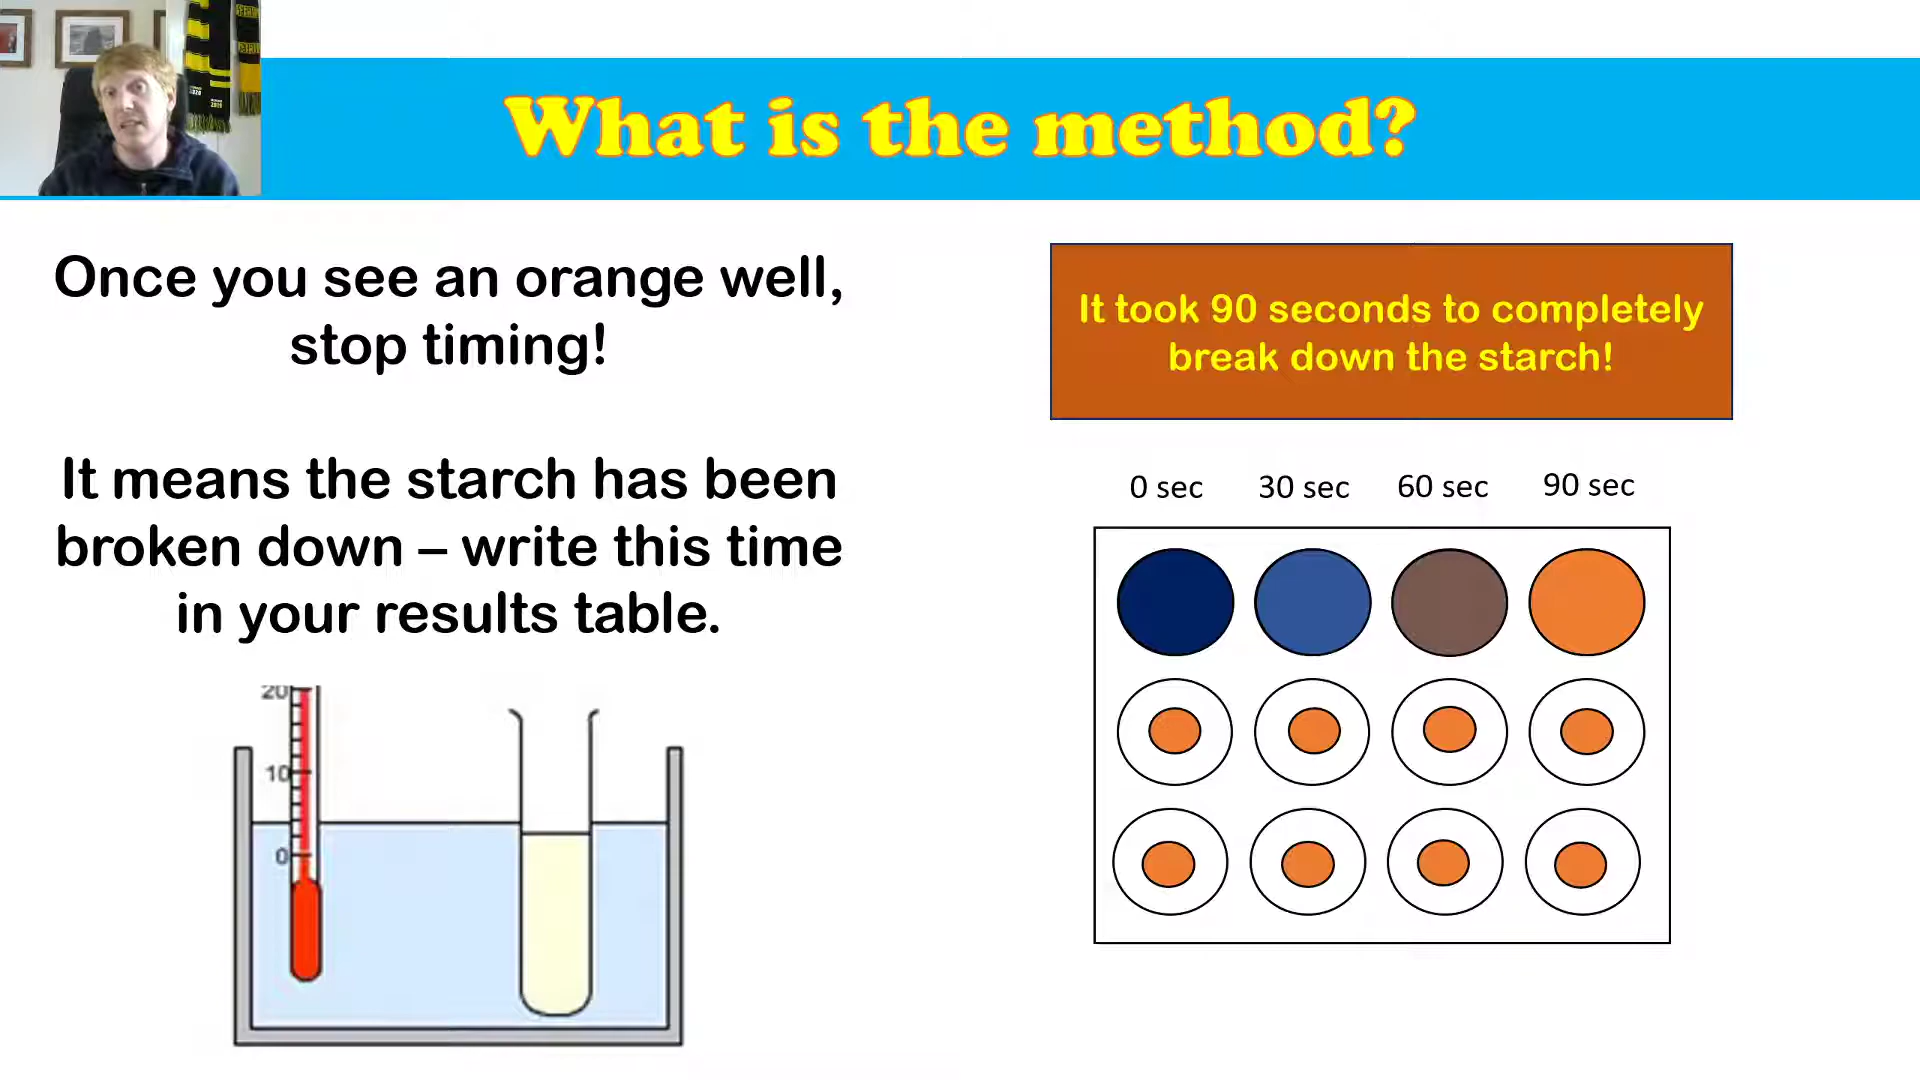 What is the method?
Once you see an orange well,
stop timing!
It means the starch has been
broken down – write this time
in your results table.
It took 90 seconds to completely
break down the starch!
0 sec 30 sec 60 sec 90 sec
20
10
0